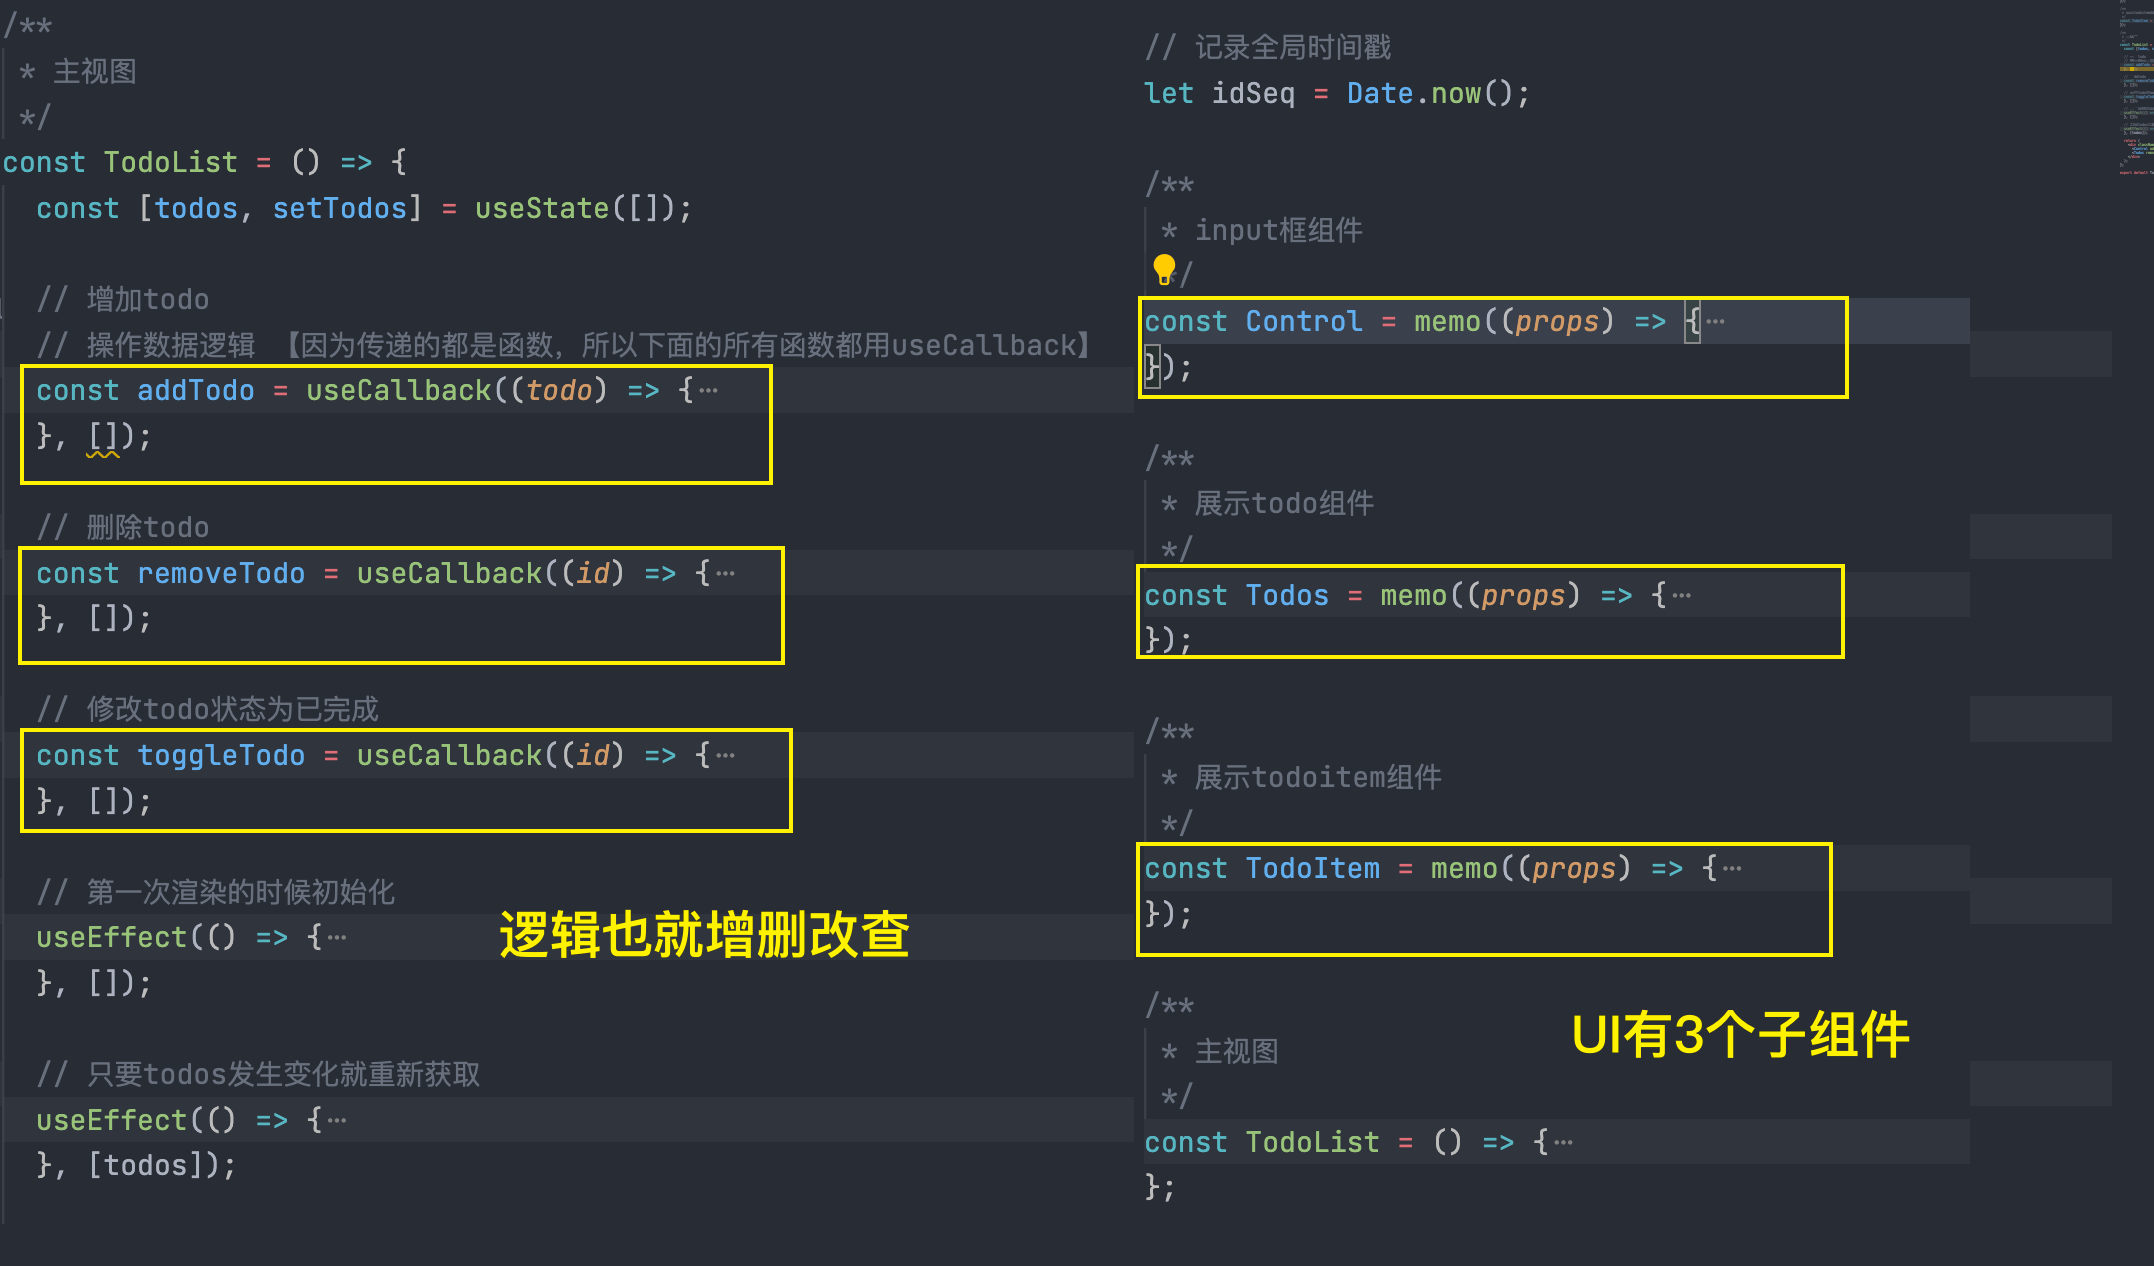 /**
 * 主视图
 */
const TodoList = () => {
  const [todos, setTodos] = useState([]);
  // 增加todo
  // 操作数据逻辑 【因为传递的都是函数，所以下面的所有函数都用useCallback】
  const addTodo = useCallback((todo) => {…
  }, []);
  // 删除todo
  const removeTodo = useCallback((id) => {…
  }, []);
  // 修改todo状态为已完成
  const toggleTodo = useCallback((id) => {…
  }, []);
  // 第一次渲染的时候初始化
  useEffect(() => {…
  }, []);
逻辑也就增删改查
  // 只要todos发生变化就重新获取
  useEffect(() => {…
  }, [todos]);
// 记录全局时间戳
let idSeq = Date.now();
/**
 * input框组件
 */
const Control = memo((props) => {…
});
/**
 * 展示todo组件
 */
const Todos = memo((props) => {…
});
/**
 * 展示todoitem组件
 */
const TodoItem = memo((props) => {…
});
UI有3个子组件
/**
 * 主视图
 */
const TodoList = () => {…
};